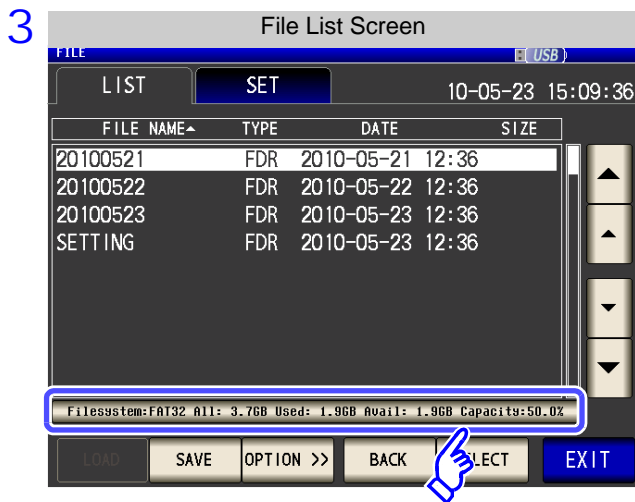 3
File List Screen
FILE USB
LIST SET 10-05-23 15:09:36
FILE NAME TYPE DATE SIZE
20100521 FDR 2010-05-21 12:36
20100522 FDR 2010-05-22 12:36
20100523 FDR 2010-05-23 12:36
SETTING FDR 2010-05-23 12:36
Filesystem:FAT32 All: 3.7GB Used: 1.9GB Avail: 1.9GB Capacity:50.0%
LOAD SAVE OPTION >> BACK SELECT EXIT